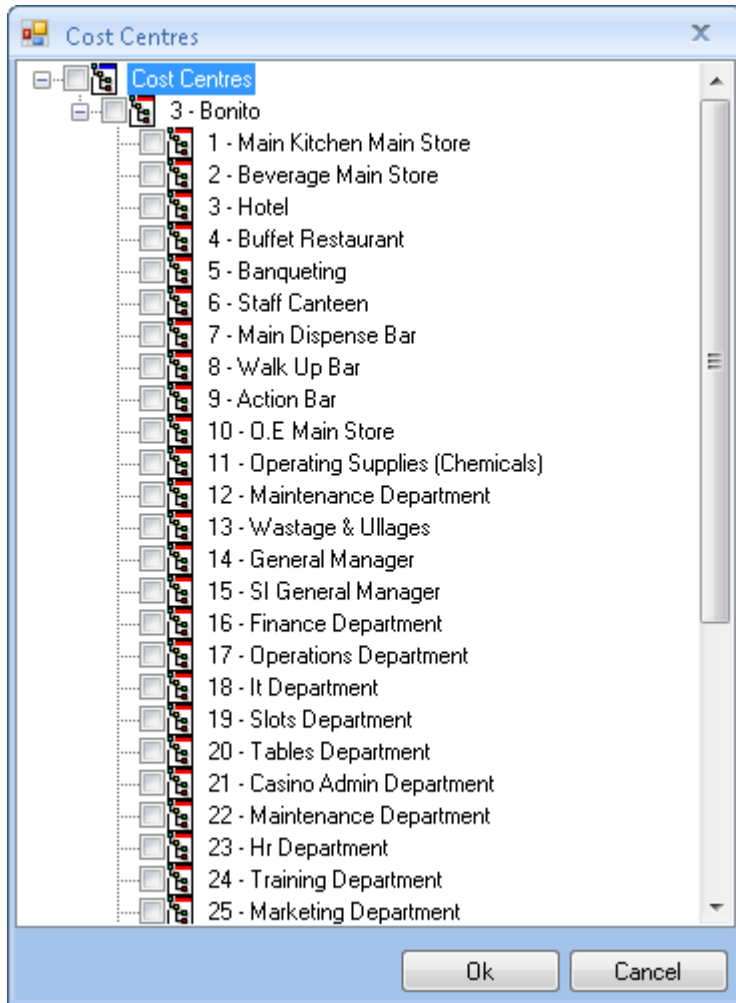 Cost Centres
Cost Centres
3 - Bonito
1 - Main Kitchen Main Store
2 - Beverage Main Store
3 - Hotel
4 - Buffet Restaurant
5 - Banqueting
6 - Staff Canteen
7 - Main Dispense Bar
8 - Walk Up Bar
9 - Action Bar
10 - O.E Main Store
11 - Operating Supplies (Chemicals)
12 - Maintenance Department
13 - Wastage & Ullages
14 - General Manager
15 - SI General Manager
16 - Finance Department
17 - Operations Department
18 - It Department
19 - Slots Department
20 - Tables Department
21 - Casino Admin Department
22 - Maintenance Department
23 - Hr Department
24 - Training Department
25 - Marketing Department
Ok Cancel